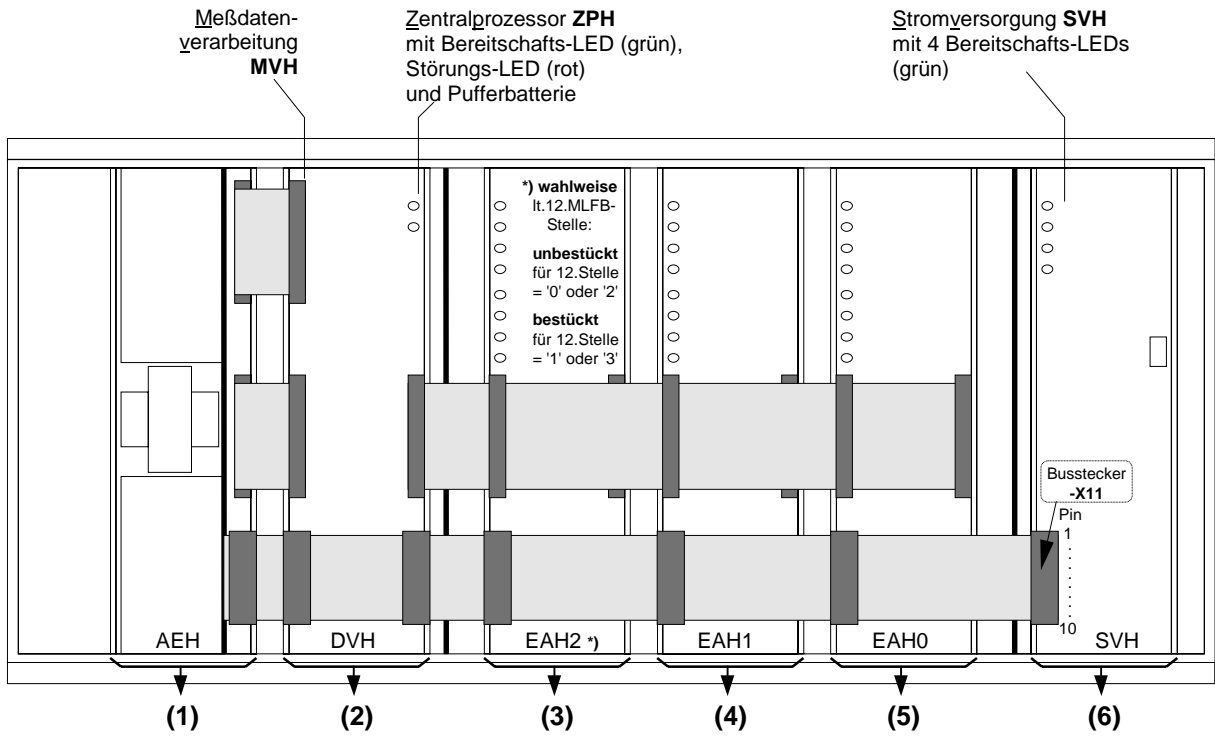 Meßdaten-
verarbeitung
MVH
Zentralprozessor ZPH
mit Bereitschafts-LED (grün),
Störungs-LED (rot)
und Pufferbatterie
Stromversorgung SVH
mit 4 Bereitschafts-LEDs
(grün)
*) wahlweise
lt.12.MLFB-
Stelle:
unbestückt
für 12.Stelle
= '0' oder '2'
bestückt
für 12.Stelle
= '1' oder '3'
Busstecker
-X11
Pin
1
10
AEH
DVH
EAH2 *)
EAH1
EAH0
SVH
(1)
(2)
(3)
(4)
(5)
(6)